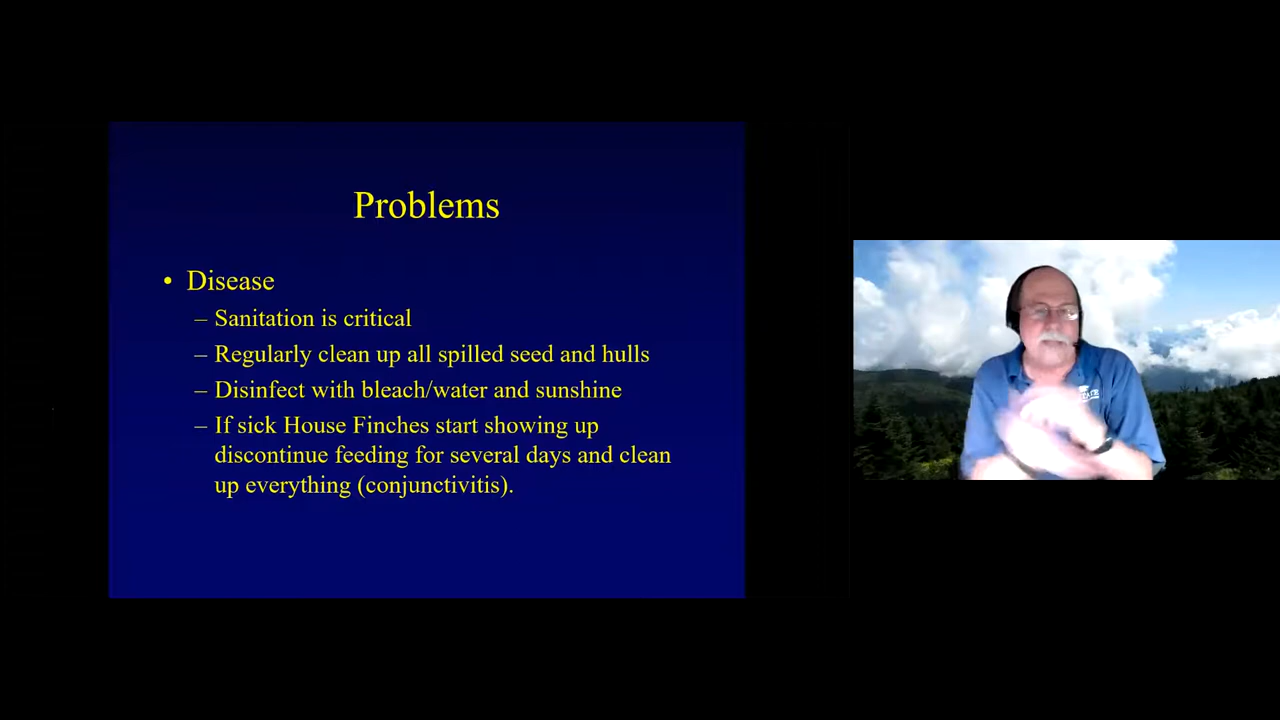 Problems
• Disease
– Sanitation is critical
– Regularly clean up all spilled seed and hulls
– Disinfect with bleach/water and sunshine
– If sick House Finches start showing up
discontinue feeding for several days and clean
up everything (conjunctivitis).